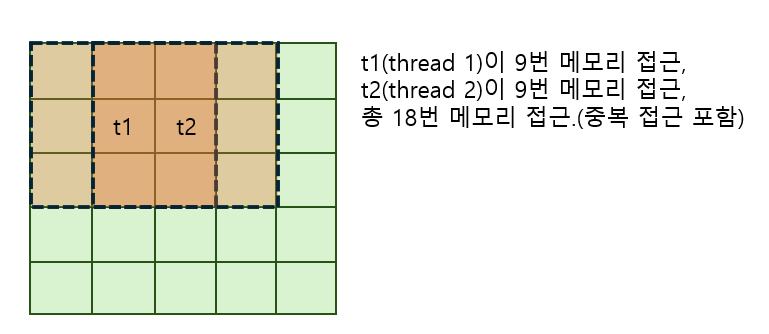 t1(thread 1)이 9번 메모리 접근,
t2(thread 2)이 9번 메모리 접근,
총 18번 메모리 접근.(중복 접근 포함)
t1 t2